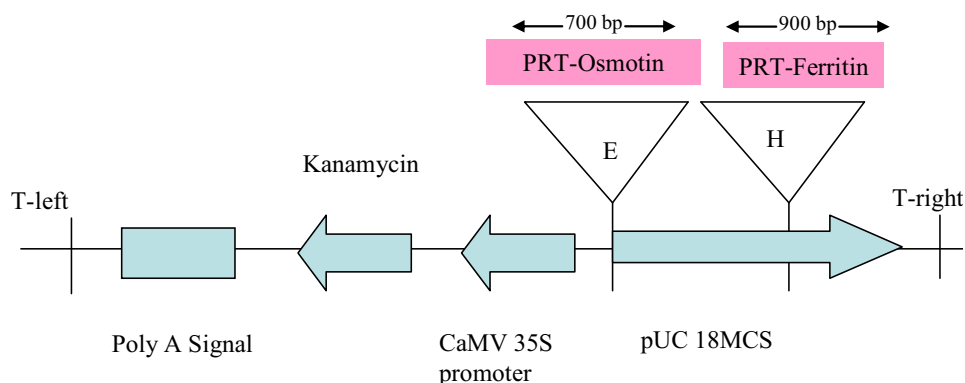 700 bp
900 bp
PRT-Osmotin
PRT-Ferritin
E
H
Kanamycin
T-left
T-right
Poly A Signal
CaMV 35S
promoter
pUC 18MCS